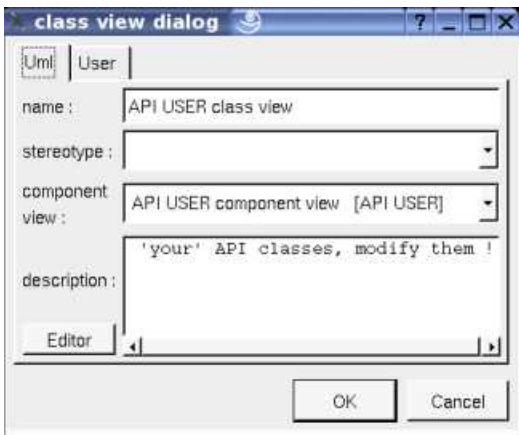 class view dialog ?
Uml User
name : API USER class view
stereotype :
component view : API USER component view [API USER]
description : 'your' API classes, modify them !
Editor
OK Cancel